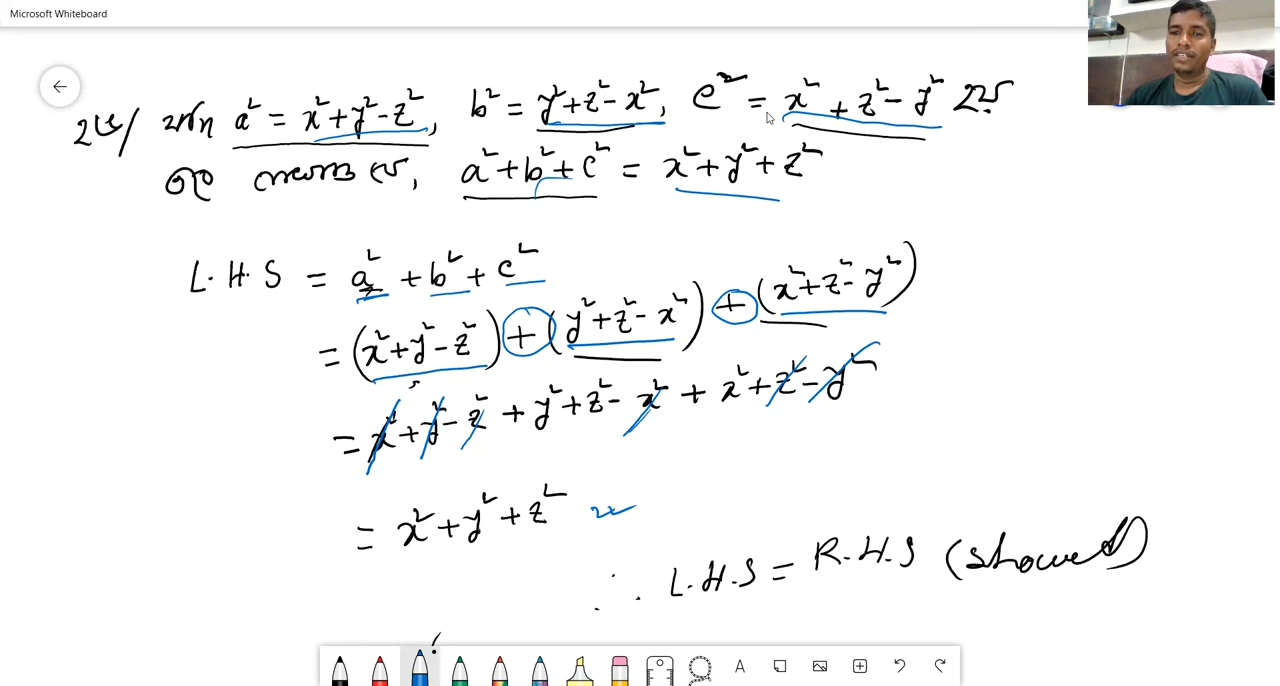 Microsoft Whiteboard
২৬/ যদি a² = x²+y²-z², b² = y²+z²-x², c² = x²+z²-y² হয়
তবে দেখাও যে, a²+b²+c² = x²+y²+z²
L.H.S = a²+b²+c²
= (x²+y²-z²)+(y²+z²-x²)+(x²+z²-y²)
= x²+y²-z²+y²+z²-x²+x²+z²-y²
= x²+y²+z²
∴ L.H.S = R.H.S (showed)